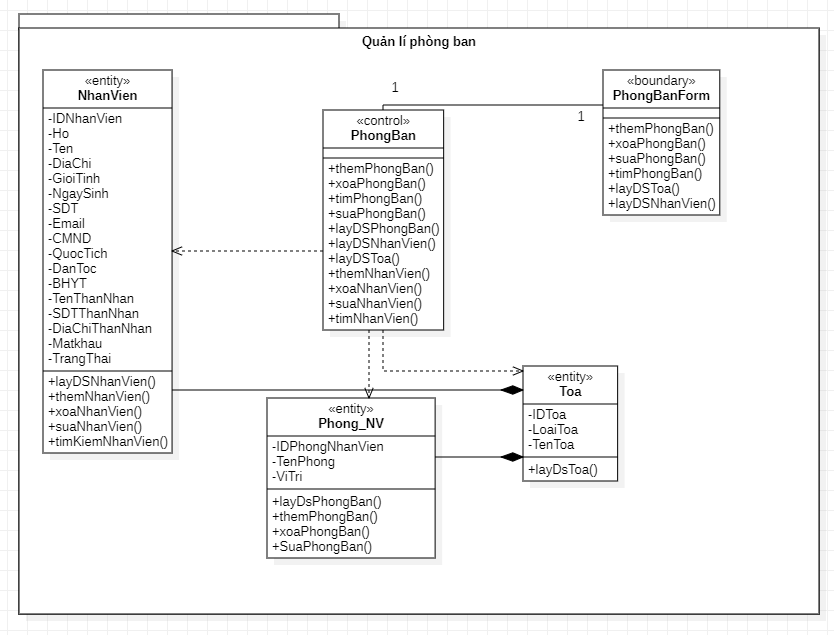 Quản lí phòng ban
«entity»
NhanVien
-IDNhanVien
-Ho
-Ten
-DiaChi
-GioiTinh
-NgaySinh
-SDT
-Email
-CMND
-QuocTich
-DanToc
-BHYT
-TenThanNhan
-SDTThanNhan
-DiaChiThanNhan
-Matkhau
-TrangThai
+layDSNhanVien()
+themNhanVien()
+xoaNhanVien()
+suaNhanVien()
+timKiemNhanVien()
«control»
PhongBan
+themPhongBan()
+xoaPhongBan()
+timPhongBan()
+suaPhongBan()
+layDSPhongBan()
+layDSNhanVien()
+layDSToa()
+themNhanVien()
+xoaNhanVien()
+suaNhanVien()
+timNhanVien()
1
1
«boundary»
PhongBanForm
+themPhongBan()
+xoaPhongBan()
+suaPhongBan()
+timPhongBan()
+layDSToa()
+layDSNhanVien()
«entity»
Phong_NV
-IDPhongNhanVien
-TenPhong
-ViTri
+layDsPhongBan()
+themPhongBan()
+xoaPhongBan()
+SuaPhongBan()
«entity»
Toa
-IDToa
-LoaiToa
-TenToa
+layDsToa()